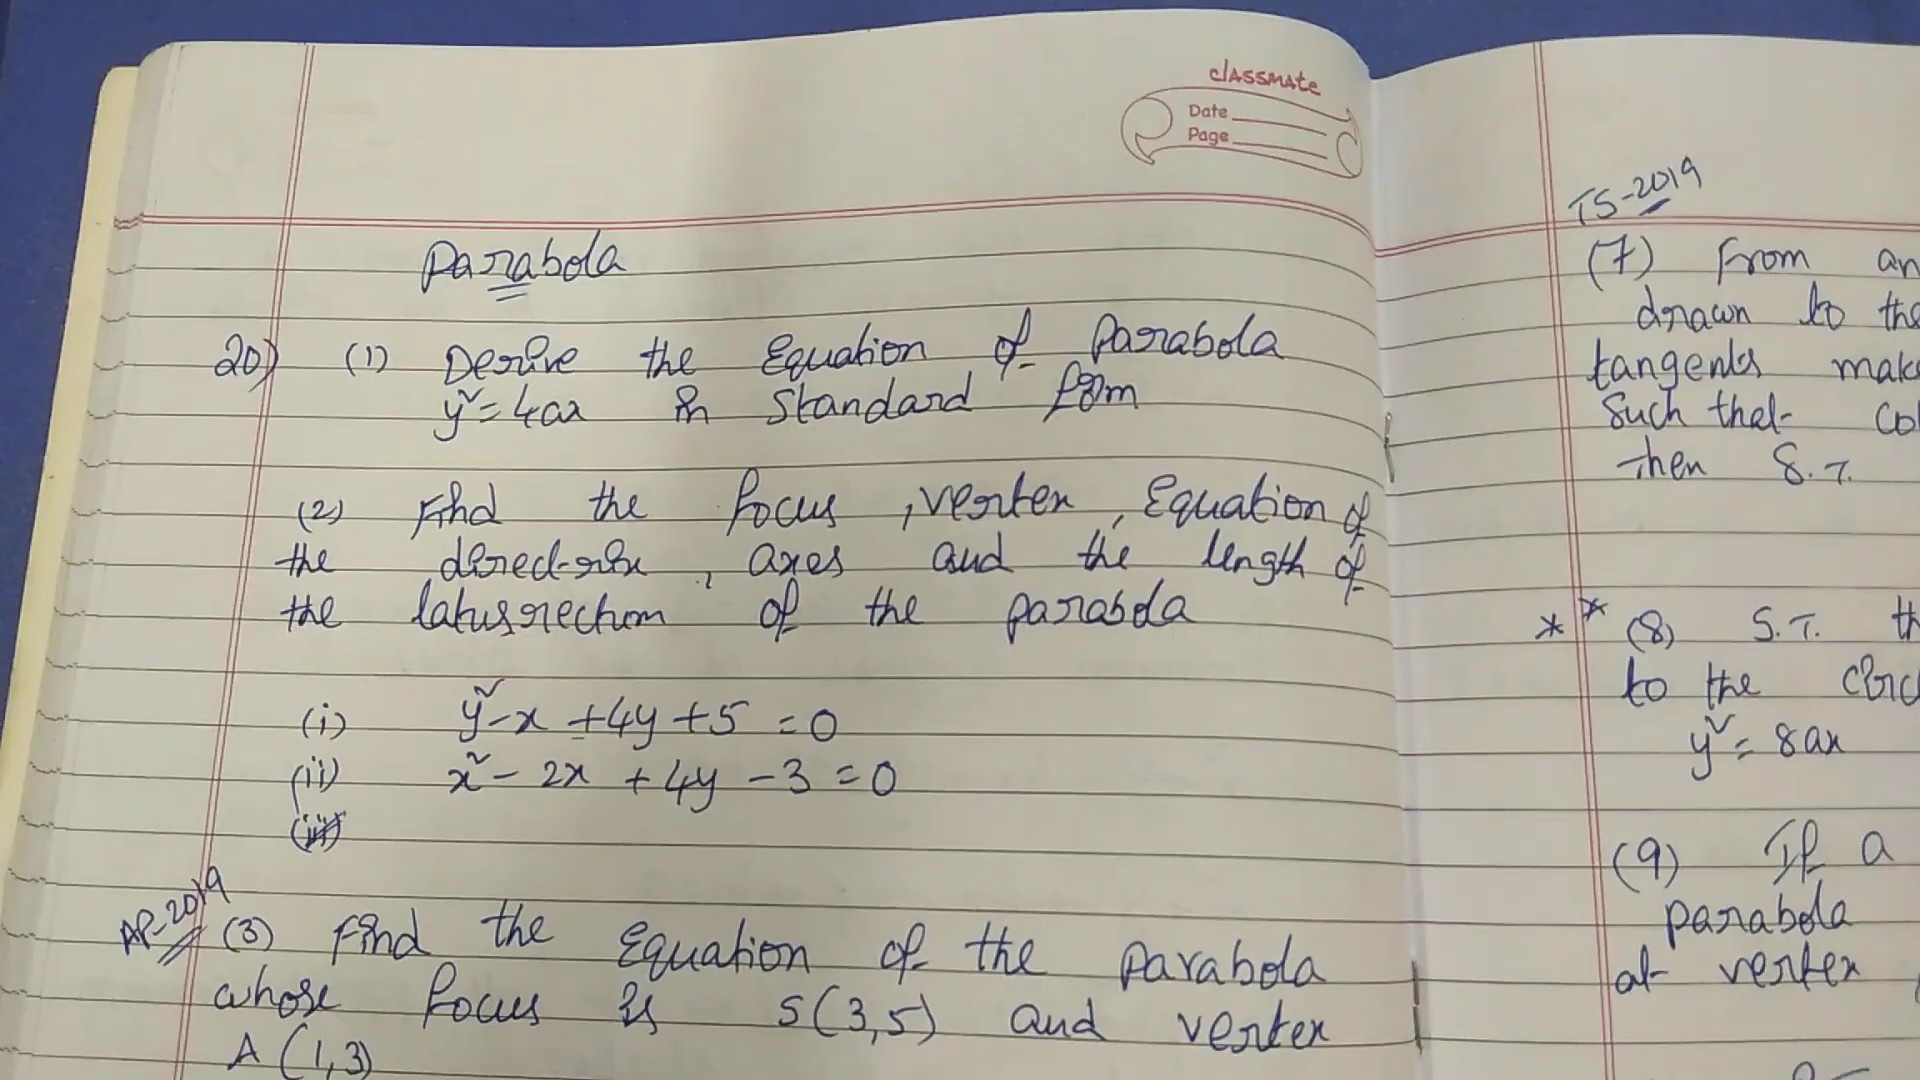 classmate
Date
Page
Parabola
20) (1) Derive the Equation of Parabola
y² = 4ax in Standard form
(2) Find the focus, vertex, Equation of
the directrix, axes and the length of
the latusrectum of the parabola
(i) y² - x + 4y + 5 = 0
(ii) x² - 2x + 4y - 3 = 0
(iii)
AP-2019
(3) Find the Equation of the Parabola
whose focus is S(3,5) and vertex
A (1,3)
TS-2019
(7) From an
drawn to the
tangents make
Such that
then S.T.
** (8) S.T. th
to the circ
y² = 8ax
(9) If a
parabola
at vertex